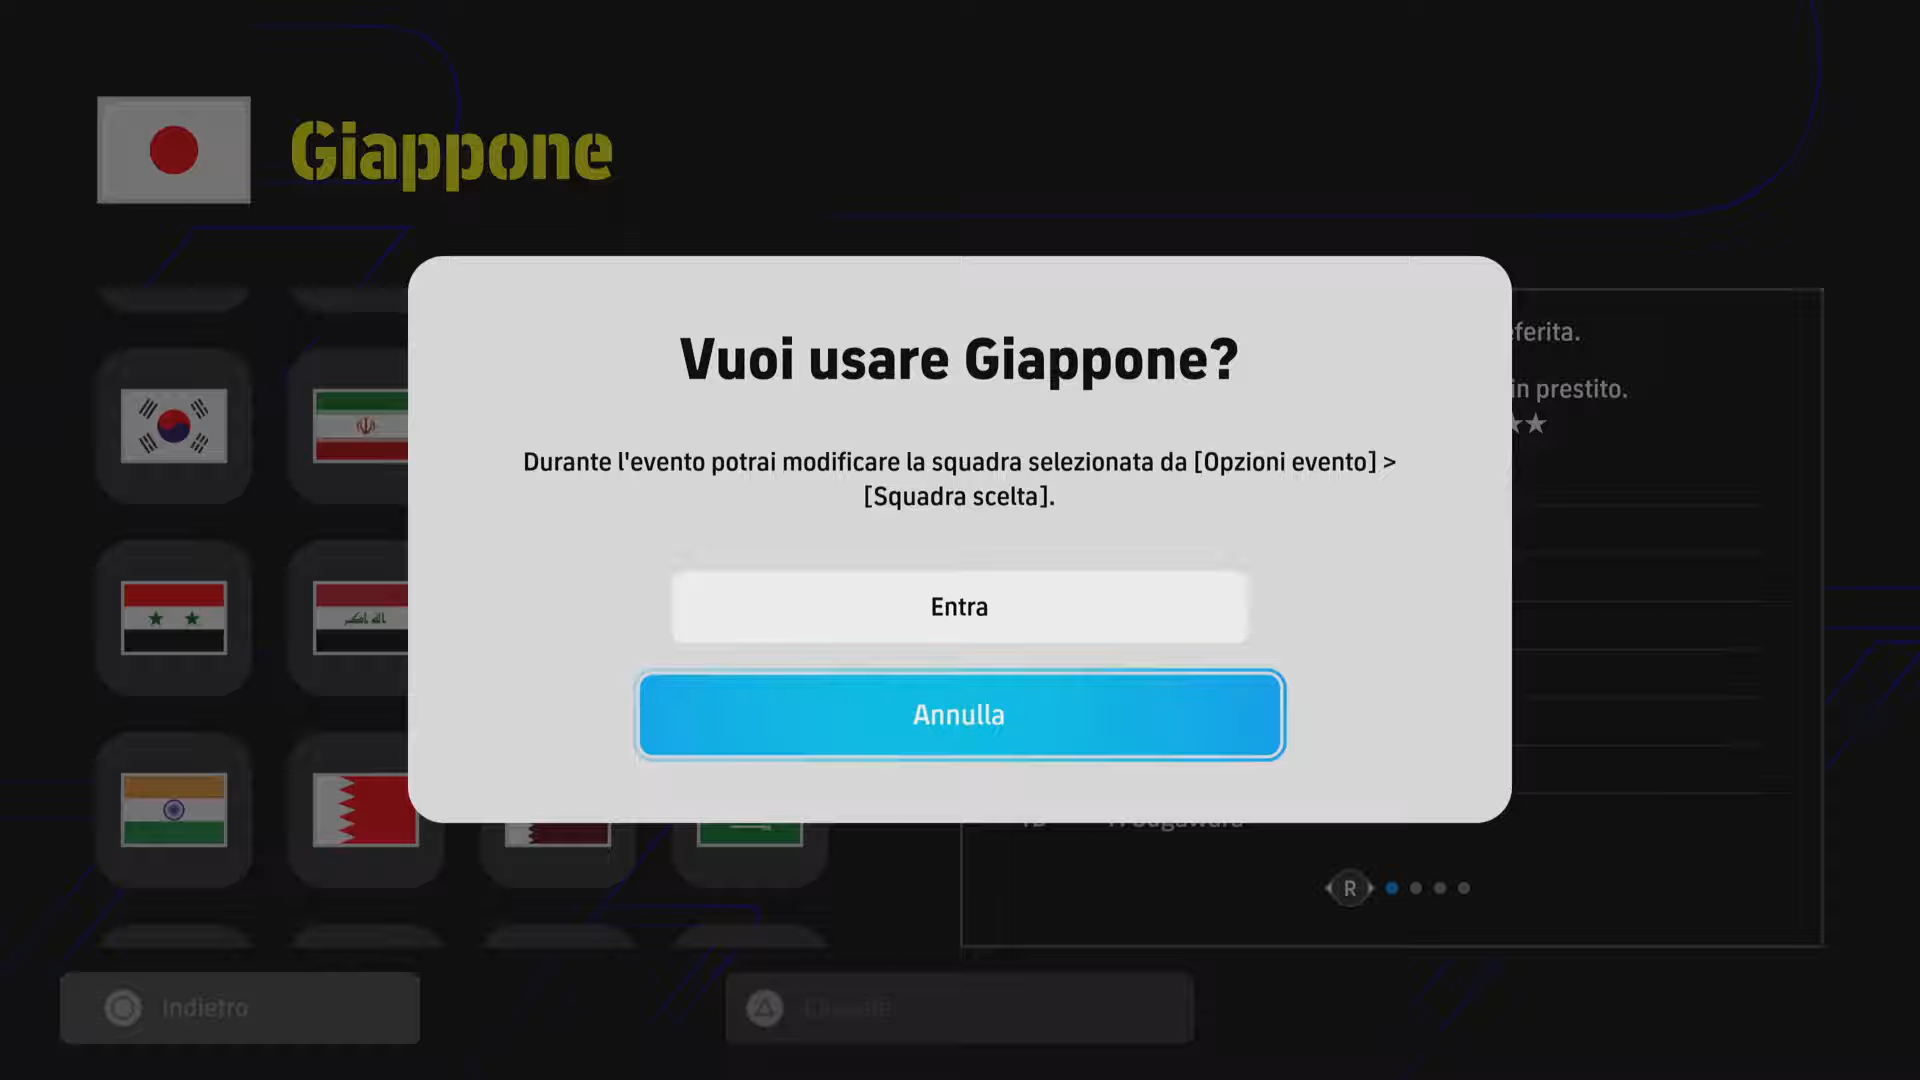 Giappone
Vuoi usare Giappone?
eferita.
in prestito.
★★
Durante l'evento potrai modificare la squadra selezionata da [Opzioni evento] >
[Squadra scelta].
Entra
Annulla
R
Indietro